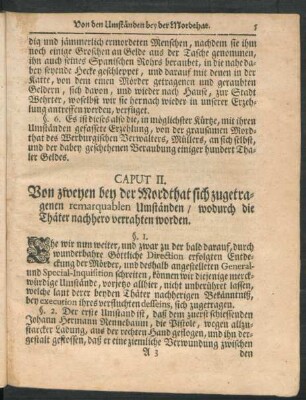 Von den Umständen bey der Mordthat. 5
dig und jämmerlich ermordeten Menschen, nachdem sie ihm
noch einige Groschen an Gelde aus der Tasche genommen,
ihn auch seines Spanischen Rohrs beraubet, in die nahe da-
bey seyende Hecke geschleppet, und darauf mit denen in der
Karre, von dem einen Mörder getragenen und geraubten
Geldern, sich davon, und wieder nach Hause, zur Stadt
Wehrter, woselbst wir sie hernach wieder in unserer Erzeh-
lung antreffen werden, verfüget.
§. 6. Es ist dieses also die, in möglichster Kürtze, mit ihren
Umständen gefassete Erzehlung, von der grausamen Mord-
that des Werburgischen Verwalters, Müllers, an sich selbst,
und der dabey geschehenen Beraubung einiger hundert Tha-
ler Geldes.
CAPUT II.
Von zweyen bey der Mordthat sich zugetra-
genen remarquablen Umständen / wodurch die
Thäter nachhero verrahten worden.
§. 1.
Ehe wir nun weiter, und zwar zu der bald darauf, durch
wunderbahre Göttliche Direction erfolgten Entde-
ckung der Mörder, und deshalb angestelleten General-
und Special-Inquisition schreiten, können wir diejenige merck-
würdige Umstände, vorjetzo allhier, nicht unberühret lassen,
welche laut derer beyden Thäter nachherigen Bekänntniß,
bey execution ihres verfluchten desseins, sich zugetragen.
§. 2. Der erste Umstand ist, daß dem zuerst schiessenden
Johann Hermann Rennebaum, die Pistole, wegen allzu-
starcker Ladung, aus der rechten Hand geflogen, und ihn der-
gestalt gestossen, daß er eine ziemliche Verwundung zwischen
A 3 den